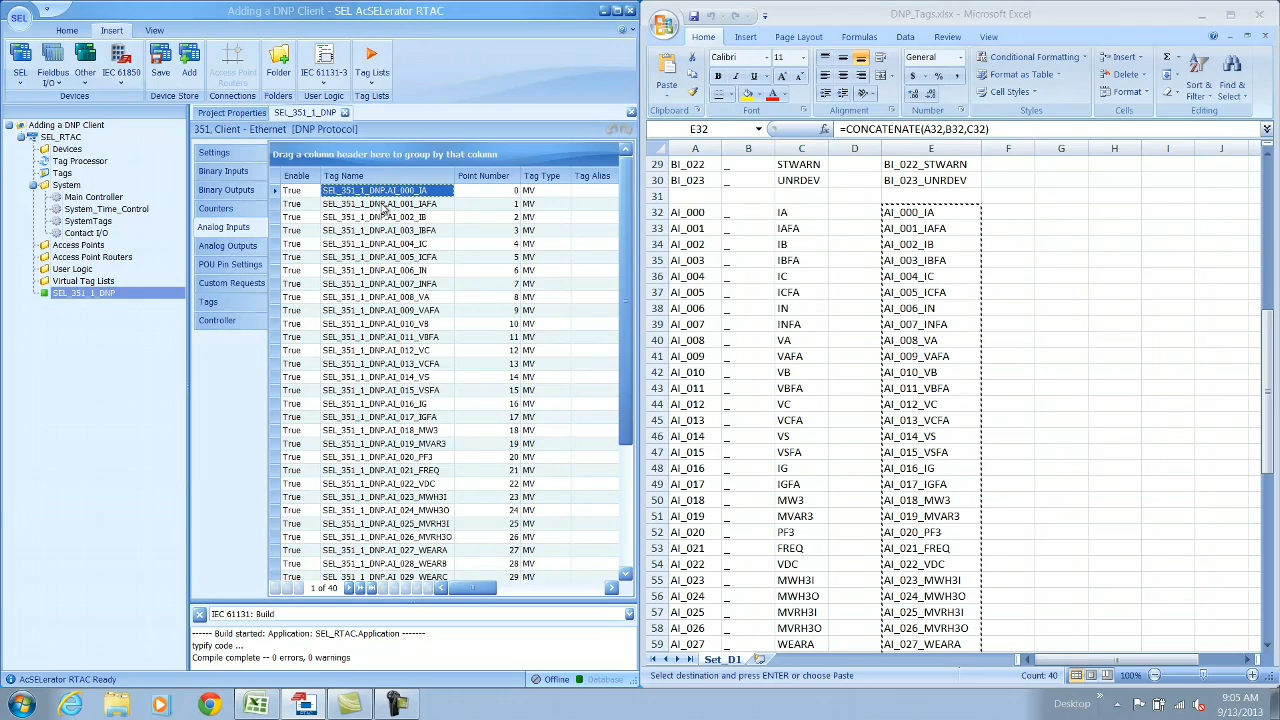 Adding a DNP Client - SEL AcSELerator RTAC
SEL
Home Insert View
SEL
Fieldbus I/O
Other
IEC 61850
Save
Add
Access Point Routers
Folder
IEC 61131-3
Tag Lists
Devices
Device Store
Connections
Folders
User Logic
Tag Lists
Adding a DNP Client
SEL_RTAC
Devices
Tag Processor
Tags
System
Main Controller
System_Time_Control
SystemTags
Contact I/O
Access Points
Access Point Routers
User Logic
Virtual Tag Lists
SEL_351_1_DNP
Project Properties SEL_351_1_DNP
351, Client - Ethernet [DNP Protocol]
Settings
Binary Inputs
Binary Outputs
Counters
Analog Inputs
Analog Outputs
POU Pin Settings
Custom Requests
Tags
Controller
Drag a column header here to group by that column
Enable Tag Name Point Number Tag Type Tag Alias
True SEL_351_1_DNP.AI_000_IA 0 MV
True SEL_351_1_DNP.AI_001_IAFA 1 MV
True SEL_351_1_DNP.AI_002_IB 2 MV
True SEL_351_1_DNP.AI_003_IBFA 3 MV
True SEL_351_1_DNP.AI_004_IC 4 MV
True SEL_351_1_DNP.AI_005_ICFA 5 MV
True SEL_351_1_DNP.AI_006_IN 6 MV
True SEL_351_1_DNP.AI_007_INFA 7 MV
True SEL_351_1_DNP.AI_008_VA 8 MV
True SEL_351_1_DNP.AI_009_VAFA 9 MV
True SEL_351_1_DNP.AI_010_VB 10 MV
True SEL_351_1_DNP.AI_011_VBFA 11 MV
True SEL_351_1_DNP.AI_012_VC 12 MV
True SEL_351_1_DNP.AI_013_VCFA 13 MV
True SEL_351_1_DNP.AI_014_VS 14 MV
True SEL_351_1_DNP.AI_015_VSFA 15 MV
True SEL_351_1_DNP.AI_016_IG 16 MV
True SEL_351_1_DNP.AI_017_IGFA 17 MV
True SEL_351_1_DNP.AI_018_MW3 18 MV
True SEL_351_1_DNP.AI_019_MVAR3 19 MV
True SEL_351_1_DNP.AI_020_PF3 20 MV
True SEL_351_1_DNP.AI_021_FREQ 21 MV
True SEL_351_1_DNP.AI_022_VDC 22 MV
True SEL_351_1_DNP.AI_023_MWH3I 23 MV
True SEL_351_1_DNP.AI_024_MWH3O 24 MV
True SEL_351_1_DNP.AI_025_MVRH3I 25 MV
True SEL_351_1_DNP.AI_026_MVRH3O 26 MV
True SEL_351_1_DNP.AI_027_WEARA 27 MV
True SEL_351_1_DNP.AI_028_WEARB 28 MV
True SEL_351_1_DNP.AI_029_WEARC 29 MV
1 of 40
IEC 61131: Build
------ Build started: Application: SEL_RTAC.Application -------
typify code ...
Compile complete -- 0 errors, 0 warnings
AcSELerator RTAC Ready Offline Database
DNP_Tags.xlsx - Microsoft Excel
Home Insert Page Layout Formulas Data Review View
Paste
Calibri 11
B I U
General
Conditional Formatting
Format as Table
Cell Styles
Insert
Delete
Format
Sort & Filter
Find & Select
Clipboard Font Alignment Number Styles Cells Editing
E32 =CONCATENATE(A32,B32,C32)
A B C D E F G H I J
29 BI_022 _ STWARN BI_022_STWARN
30 BI_023 _ UNRDEV BI_023_UNRDEV
31
32 AI_000 _ IA AI_000_IA
33 AI_001 _ IAFA AI_001_IAFA
34 AI_002 _ IB AI_002_IB
35 AI_003 _ IBFA AI_003_IBFA
36 AI_004 _ IC AI_004_IC
37 AI_005 _ ICFA AI_005_ICFA
38 AI_006 _ IN AI_006_IN
39 AI_007 _ INFA AI_007_INFA
40 AI_008 _ VA AI_008_VA
41 AI_009 _ VAFA AI_009_VAFA
42 AI_010 _ VB AI_010_VB
43 AI_011 _ VBFA AI_011_VBFA
44 AI_012 _ VC AI_012_VC
45 AI_013 _ VCFA AI_013_VCFA
46 AI_014 _ VS AI_014_VS
47 AI_015 _ VSFA AI_015_VSFA
48 AI_016 _ IG AI_016_IG
49 AI_017 _ IGFA AI_017_IGFA
50 AI_018 _ MW3 AI_018_MW3
51 AI_019 _ MVAR3 AI_019_MVAR3
52 AI_020 _ PF3 AI_020_PF3
53 AI_021 _ FREQ AI_021_FREQ
54 AI_022 _ VDC AI_022_VDC
55 AI_023 _ MWH3I AI_023_MWH3I
56 AI_024 _ MWH3O AI_024_MWH3O
57 AI_025 _ MVRH3I AI_025_MVRH3I
58 AI_026 _ MVRH3O AI_026_MVRH3O
59 AI_027 _ WEARA AI_027_WEARA
Set_D1
Select destination and press ENTER or choose Paste Count: 40 100%
Desktop
9:05 AM
9/13/2013